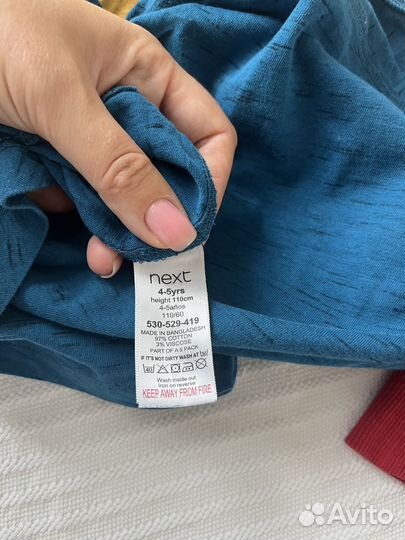 next
4-5yrs
height 110cm
4-5años
110/60
530-529-419
MADE IN BANGLADESH
97% COTTON
3% VISCOSE
PART OF A 5 PACK
IF IT'S NOT DIRTY WASH AT 30
40
Wash inside out
Iron on reverse
KEEP AWAY FROM FIRE
Avito